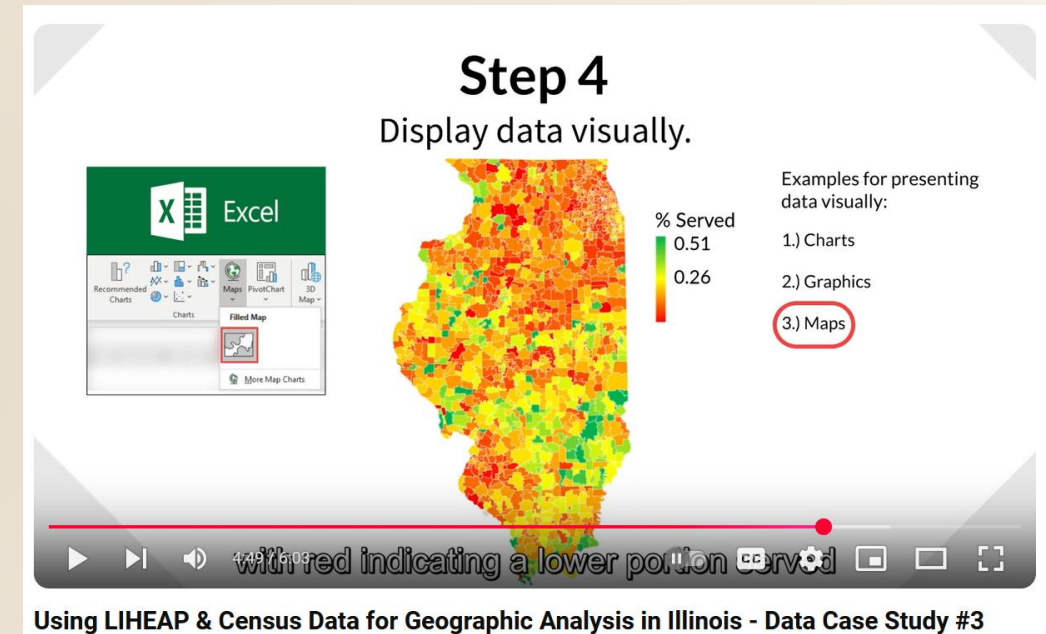 Step 4
Display data visually.
X Excel
Recommended
Charts
Maps
PivotChart
3D
Map
Charts
Filled Map
More Map Charts
% Served
0.51
0.26
Examples for presenting
data visually:
1.) Charts
2.) Graphics
3.) Maps
with red indicating a lower portion served
4:49 / 6:03
CC
Using LIHEAP & Census Data for Geographic Analysis in Illinois - Data Case Study #3